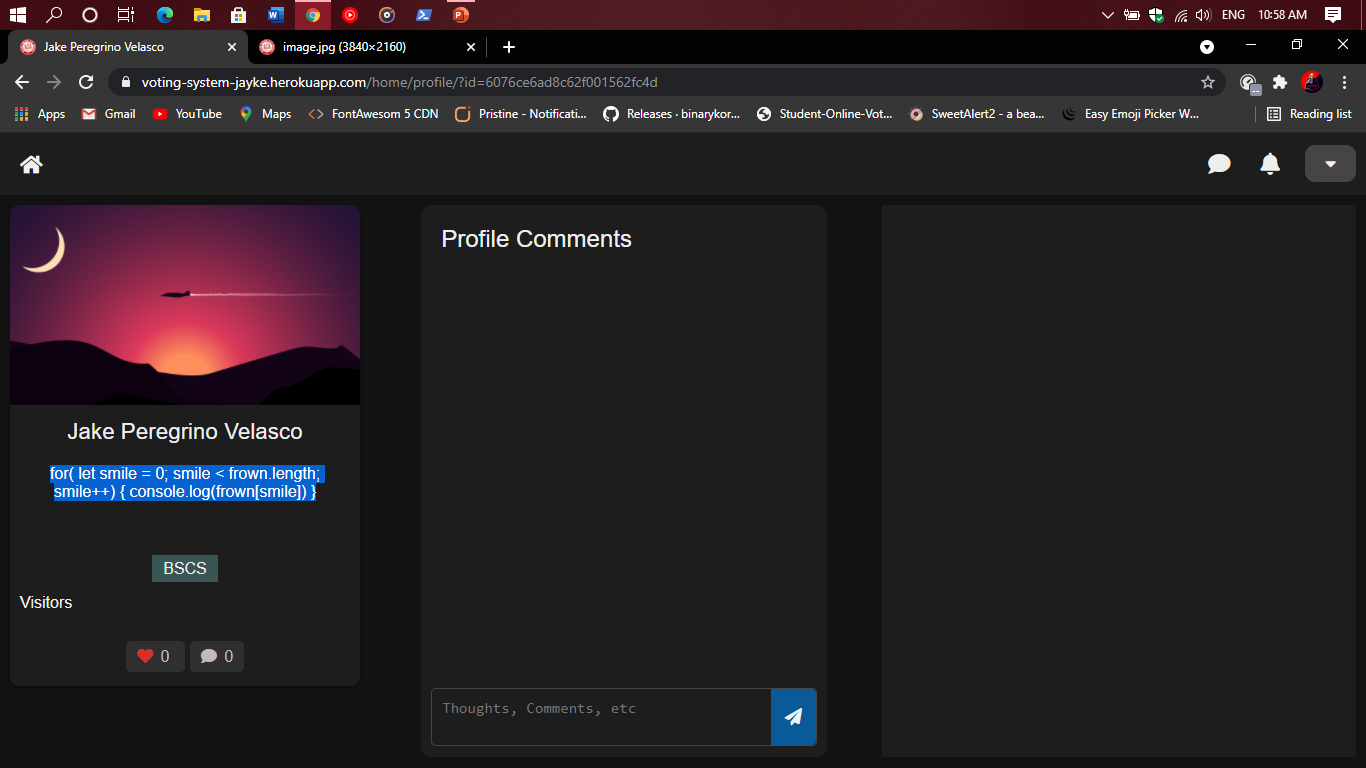 ENG
10:58 AM
Jake Peregrino Velasco
image.jpg (3840×2160)
voting-system-jayke.herokuapp.com/home/profile/?id=6076ce6ad8c62f001562fc4d
Apps
Gmail
YouTube
Maps
FontAwesom 5 CDN
Pristine - Notificati...
Releases · binarykor...
Student-Online-Vot...
SweetAlert2 - a bea...
Easy Emoji Picker W...
Reading list
Jake Peregrino Velasco
for( let smile = 0; smile < frown.length;
smile++) { console.log(frown[smile]) }
BSCS
Visitors
0
0
Profile Comments
Thoughts, Comments, etc